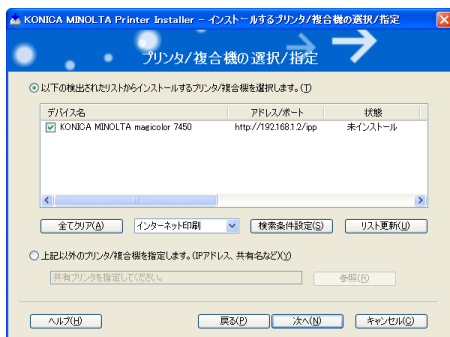 KONICA MINOLTA Printer Installer - インストールするプリンタ/複合機の選択/指定
プリンタ/複合機の選択/指定
以下の検出されたリストからインストールするプリンタ/複合機を選択します。(T)
デバイス名 アドレス/ポート 状態
KONICA MINOLTA magicolor 7450 http://192.168.1.2/ipp 未インストール
全てクリア(A) インターネット印刷 検索条件設定(S) リスト更新(U)
上記以外のプリンタ/複合機を指定します。(IPアドレス、共有名など)(Y)
共有プリンタを指定してください。 参照(R)
ヘルプ(H) 戻る(P) 次へ(N) キャンセル(C)